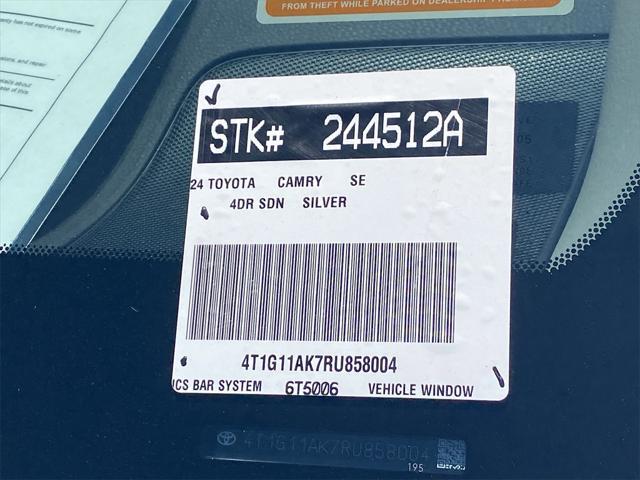 FROM THEFT WHILE PARKED ON DEALERSHIP
STK# 244512A
24 TOYOTA CAMRY SE
4DR SDN SILVER
4T1G11AK7RU858004
ICS BAR SYSTEM 6T5006 VEHICLE WINDOW
4T1G11AK7RU858004
195